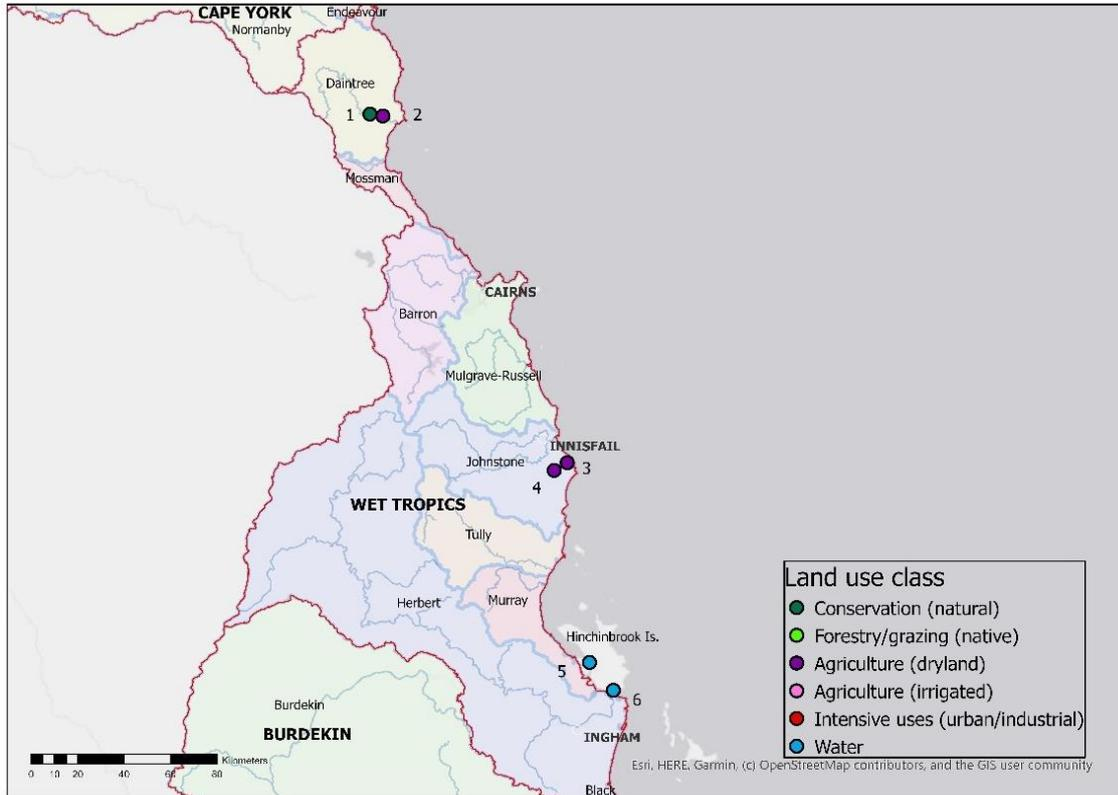 CAPE YORK
Endeavour
Normanby
Daintree
1
2
Mossman
CAIRNS
Barron
Mulgrave-Russell
INNISFAIL
Johnstone
3
4
WET TROPICS
Tully
Herbert
Murray
Hinchinbrook Is.
5
6
Burdekin
BURDEKIN
INGHAM
Black
Land use class
Conservation (natural)
Forestry/grazing (native)
Agriculture (dryland)
Agriculture (irrigated)
Intensive uses (urban/industrial)
Water
Kilometers
0 10 20 40 60 80
Esri, HERE, Garmin, (c) OpenStreetMap contributors, and the GIS user community